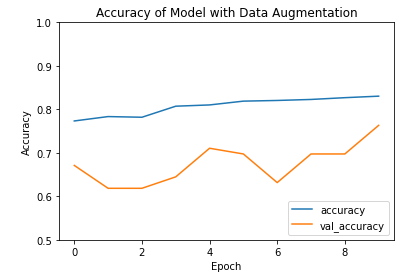 Accuracy of Model with Data Augmentation
1.0
0.9
0.8
0.7
0.6
0.5
Accuracy
0 2 4 6 8
Epoch
accuracy
val_accuracy